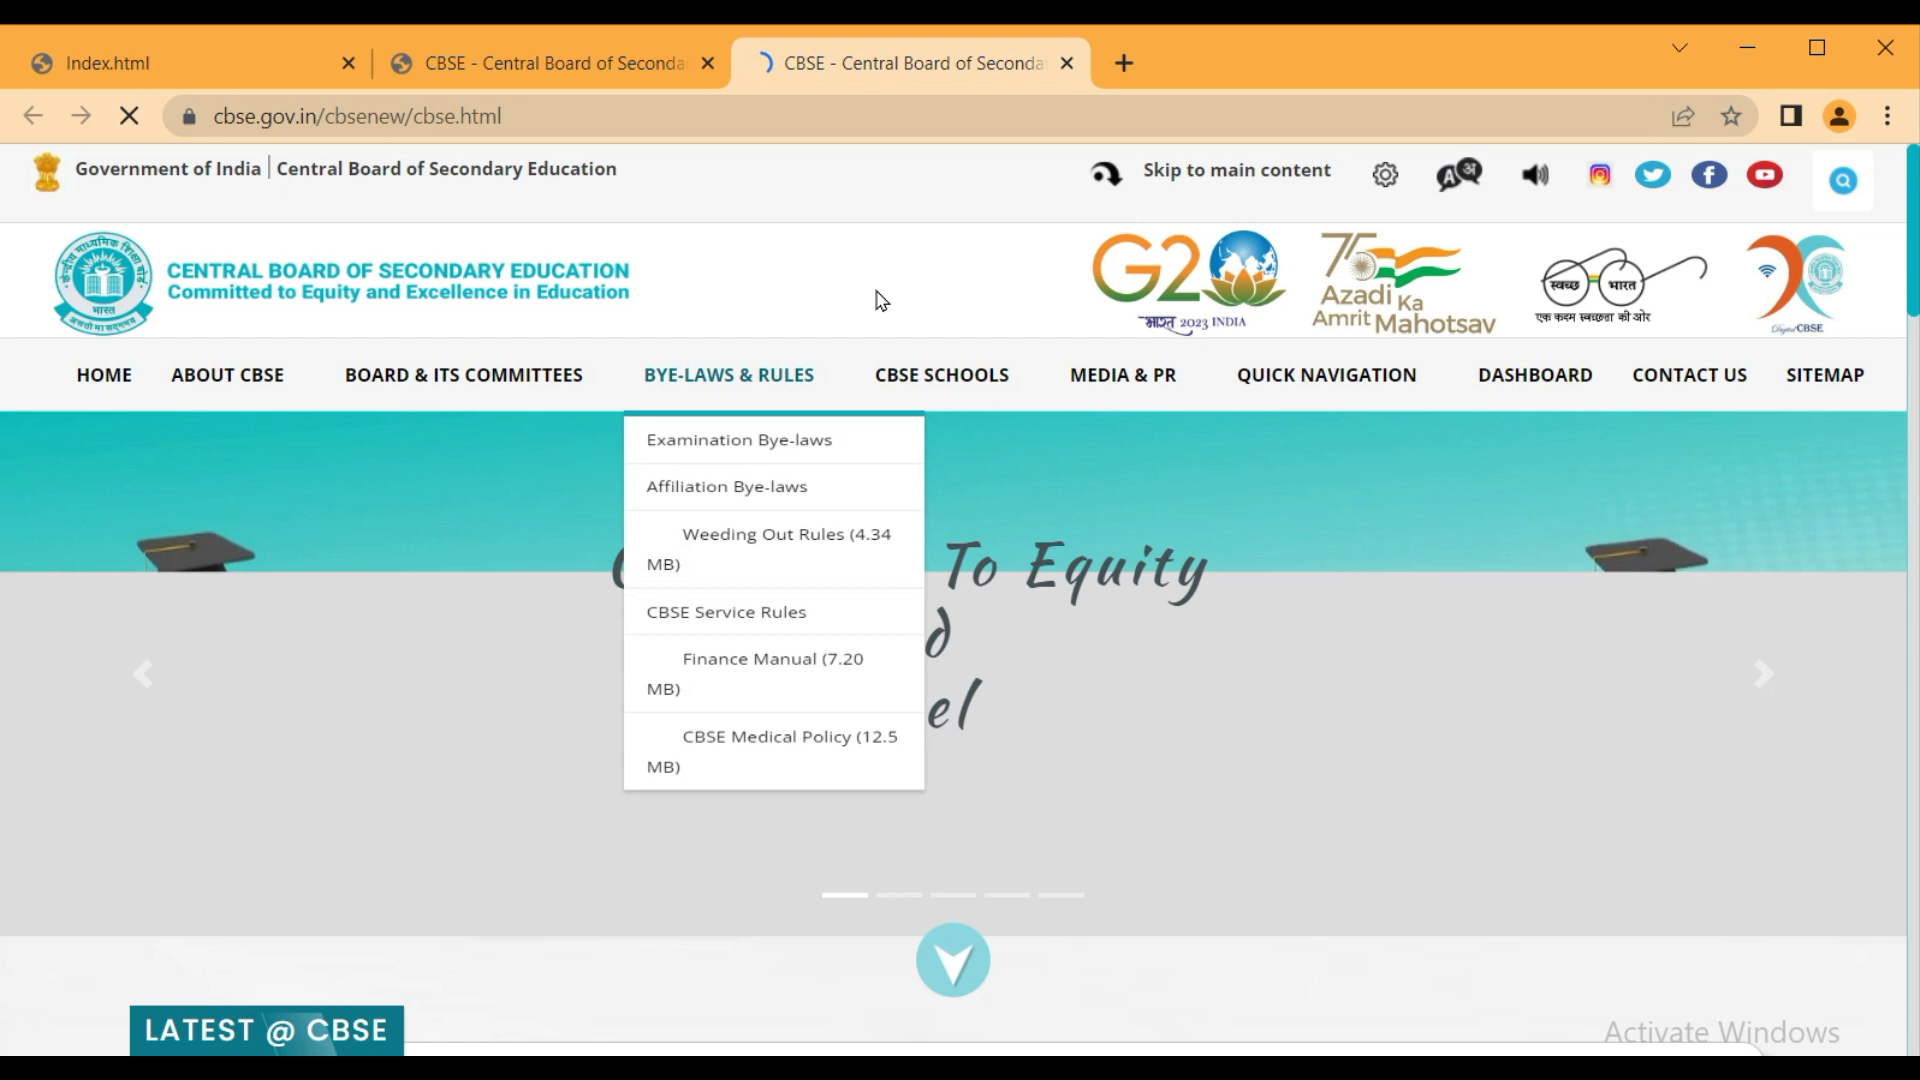 Index.html
CBSE - Central Board of Seconda
CBSE - Central Board of Seconda
cbse.gov.in/cbsenew/cbse.html
Government of India | Central Board of Secondary Education
Skip to main content
CENTRAL BOARD OF SECONDARY EDUCATION
Committed to Equity and Excellence in Education
भारत
G20
भारत 2023 INDIA
75
Azadi Ka
Amrit Mahotsav
स्वच्छ भारत
एक कदम स्वच्छता की ओर
Digital CBSE
HOME ABOUT CBSE BOARD & ITS COMMITTEES BYE-LAWS & RULES CBSE SCHOOLS MEDIA & PR QUICK NAVIGATION DASHBOARD CONTACT US SITEMAP
Examination Bye-laws
Affiliation Bye-laws
Weeding Out Rules (4.34
MB)
CBSE Service Rules
Finance Manual (7.20
MB)
CBSE Medical Policy (12.5
MB)
To Equity
d
el
LATEST @ CBSE
Activate Windows